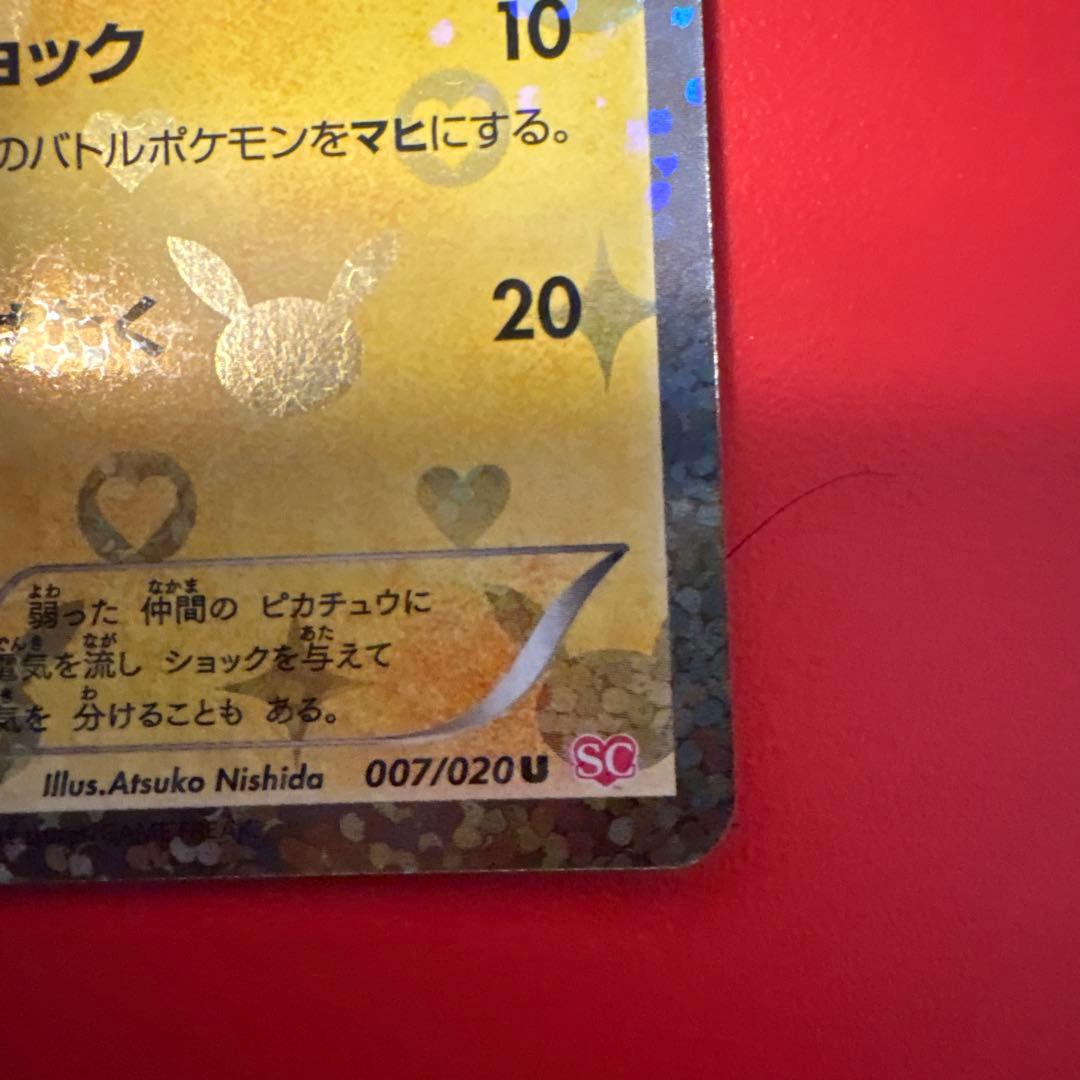 ョック 10
のバトルポケモンをマヒにする。
く 20
弱った 仲間の ピカチュウに
電気を流し ショックを与えて
気を 分けることも ある。
Illus.Atsuko Nishida 007/020 U SC
GAME FREAK